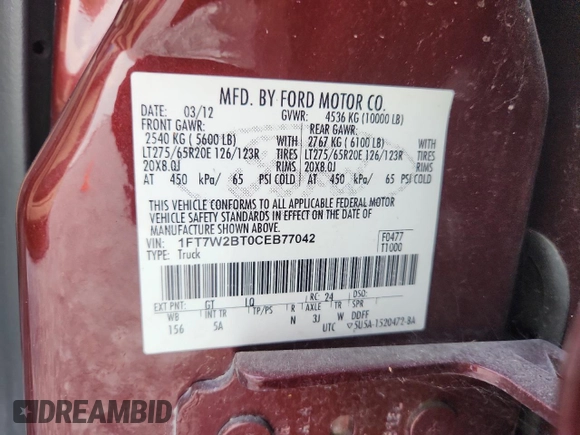 MFD. BY FORD MOTOR CO.
DATE: 03/12 GVWR: 4536 KG (10000 LB)
FRONT GAWR: REAR GAWR:
2540 KG ( 5600 LB) WITH 2767 KG ( 6100 LB) WITH
LT275/65R20E 126/123R TIRES LT275/65R20E 126/123R TIRES
20X8.0J RIMS 20X8.0J RIMS
AT 450 kPa/ 65 PSI COLD AT 450 kPa/ 65 PSI COLD
THIS VEHICLE CONFORMS TO ALL APPLICABLE FEDERAL MOTOR
VEHICLE SAFETY STANDARDS IN EFFECT ON THE DATE OF
MANUFACTURE SHOWN ABOVE.
VIN: 1FT7W2BT0CEB77042 F0477
TYPE: Truck T1000
RC: 24 DSO:
EXT PNT: GT LQ
WB INT TR TP/PS R AXLE TR SPR
156 5A N 3J W DDFF
UTC 5U5A-1520472-BA
DREAMBID